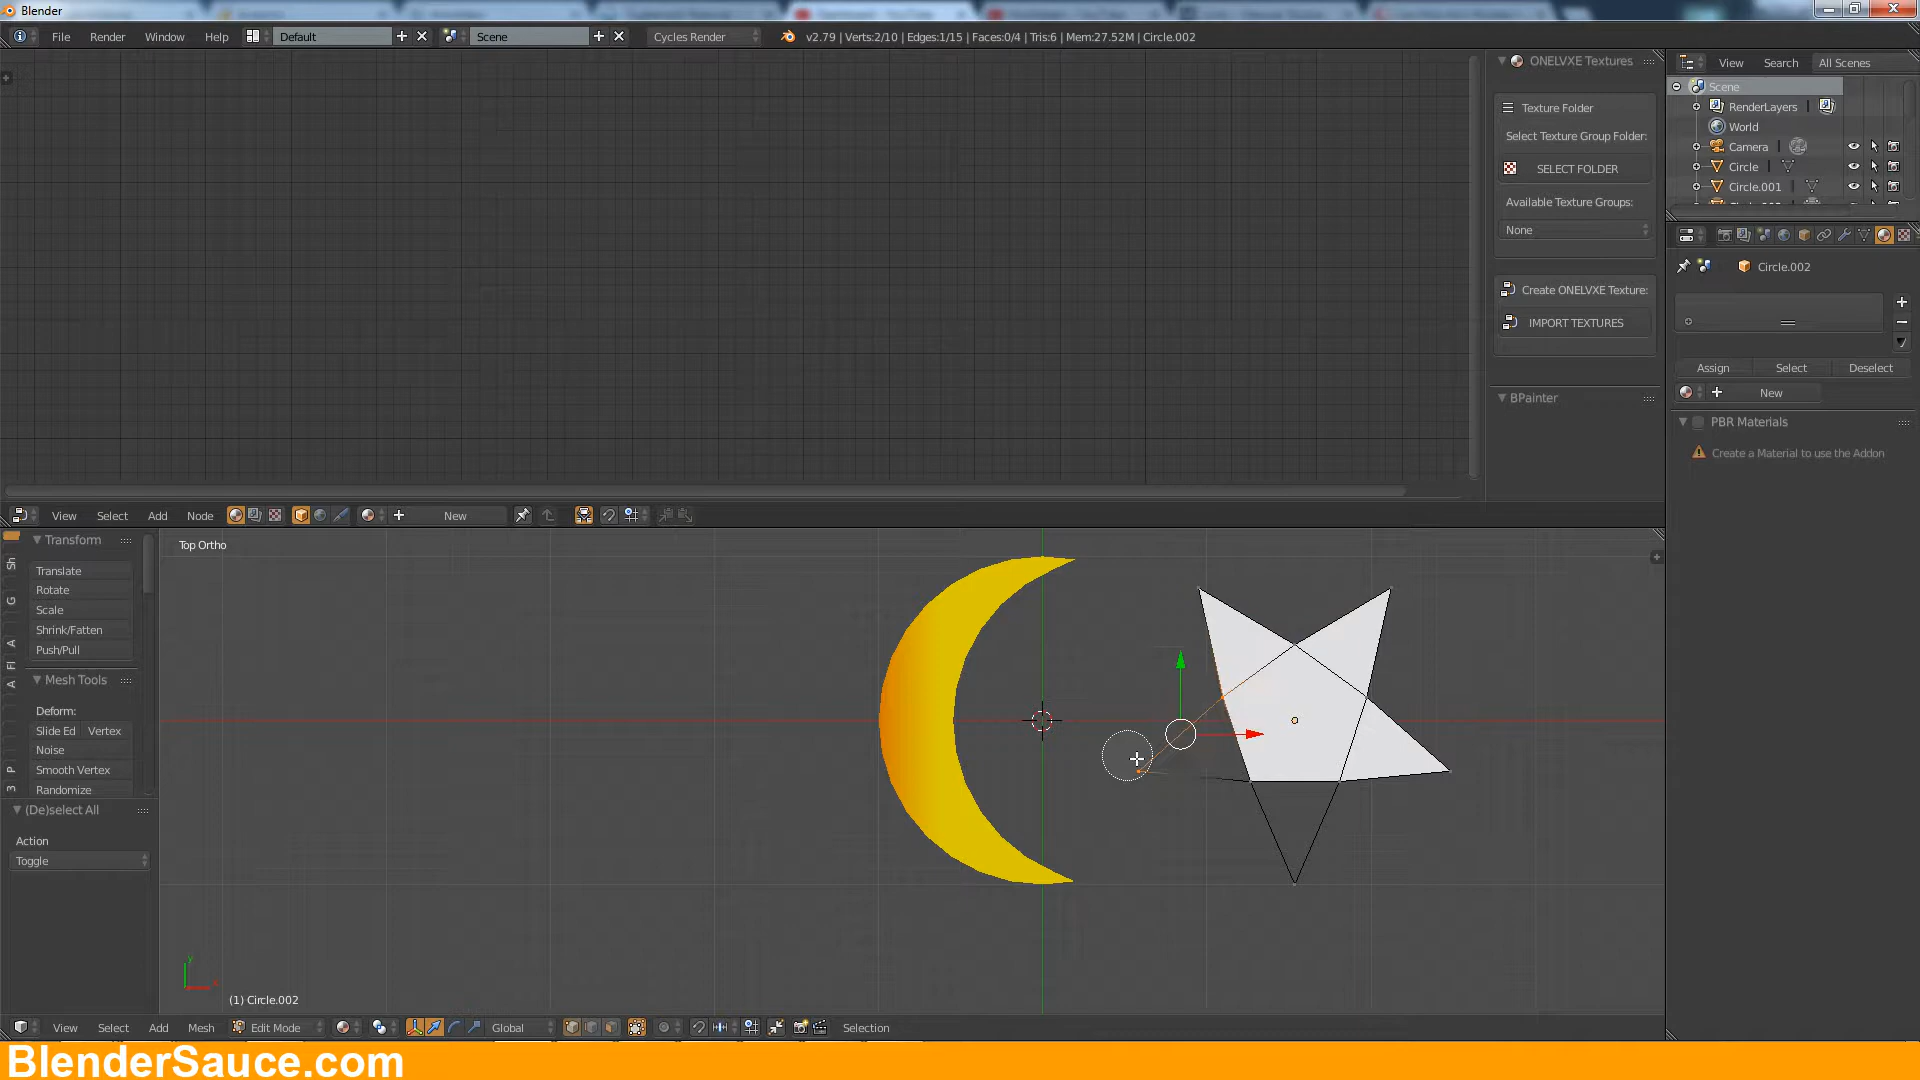 Blender
File Render Window Help Default Scene Cycles Render v2.79 | Verts:2/10 | Edges:1/15 | Faces:0/4 | Tris:6 | Mem:27.52M | Circle.002
ONELVXE Textures
Texture Folder
Select Texture Group Folder:
SELECT FOLDER
Available Texture Groups:
None
Create ONELVXE Texture:
IMPORT TEXTURES
BPainter
View Search All Scenes
Scene
RenderLayers
World
Camera
Circle
Circle.001
Circle.002
Assign Select Deselect
New
PBR Materials
Create a Material to use the Addon
View Select Add Node New
Transform
Translate
Rotate
Scale
Shrink/Fatten
Push/Pull
Mesh Tools
Deform:
Slide Ed Vertex
Noise
Smooth Vertex
Randomize
(De)select All
Action
Toggle
Sh
G
A
Fl
A
P
3
Top Ortho
(1) Circle.002
View Select Add Mesh Edit Mode Global Selection
BlenderSauce.com